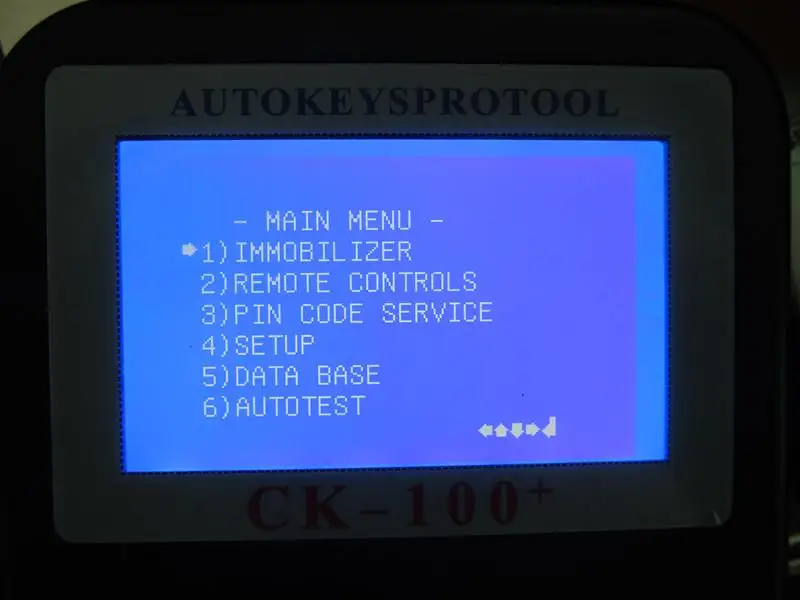 AUTOKEYSPROTOOL
- MAIN MENU -
1)IMMOBILIZER
2)REMOTE CONTROLS
3)PIN CODE SERVICE
4)SETUP
5)DATA BASE
6)AUTOTEST
CK-100+